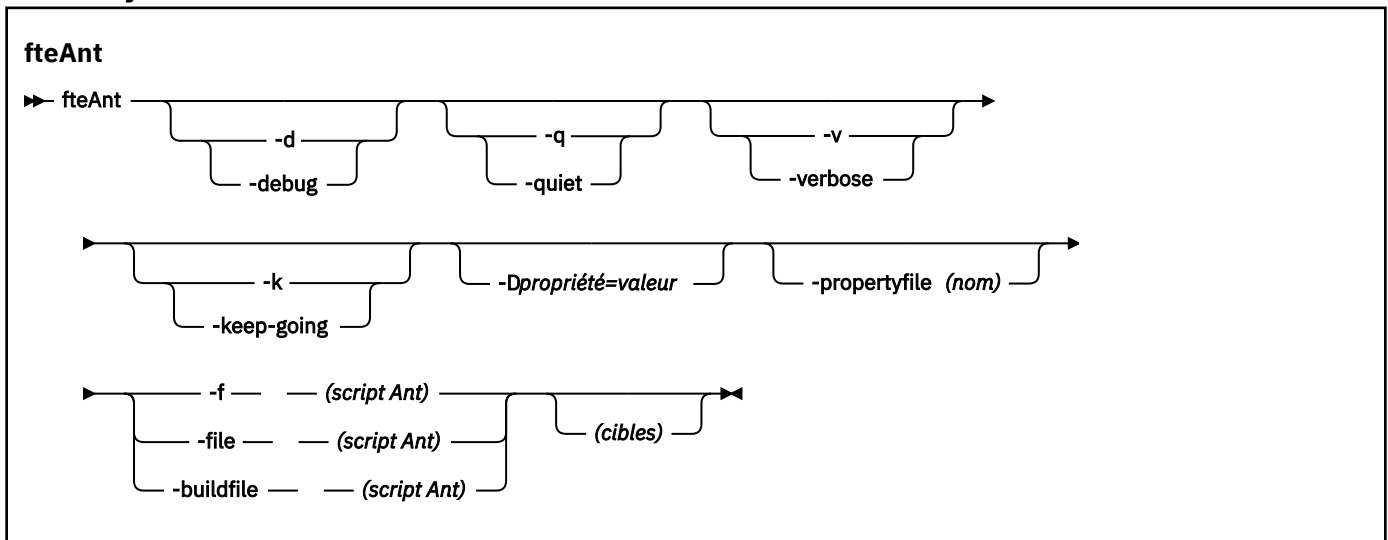 fteAnt
fteAnt
-d
-debug
-q
-quiet
-v
-verbose
-k
-keep-going
-Dpropriété=valeur
-propertyfile (nom)
-f (script Ant)
-file (script Ant)
-buildfile (script Ant)
(cibles)